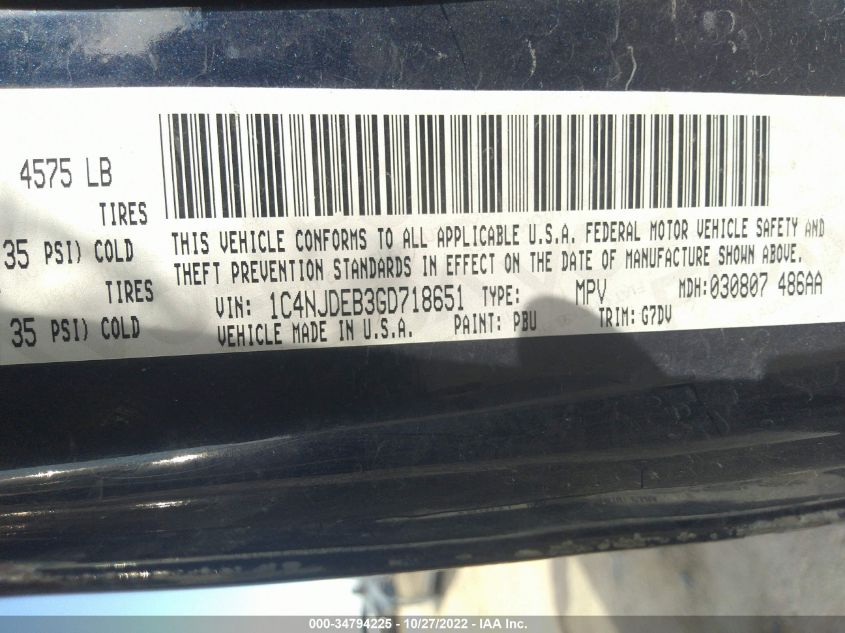 4575 LB
TIRES
35 PSI) COLD
TIRES
35 PSI) COLD
THIS VEHICLE CONFORMS TO ALL APPLICABLE U.S.A. FEDERAL MOTOR VEHICLE SAFETY AND
THEFT PREVENTION STANDARDS IN EFFECT ON THE DATE OF MANUFACTURE SHOWN ABOVE.
VIN: 1C4NJDEB3GD718651 TYPE: MPV MDH:030807 486AA
VEHICLE MADE IN U.S.A. PAINT: PBU TRIM:G7DV
000-34794225 - 10/27/2022 - IAA Inc.